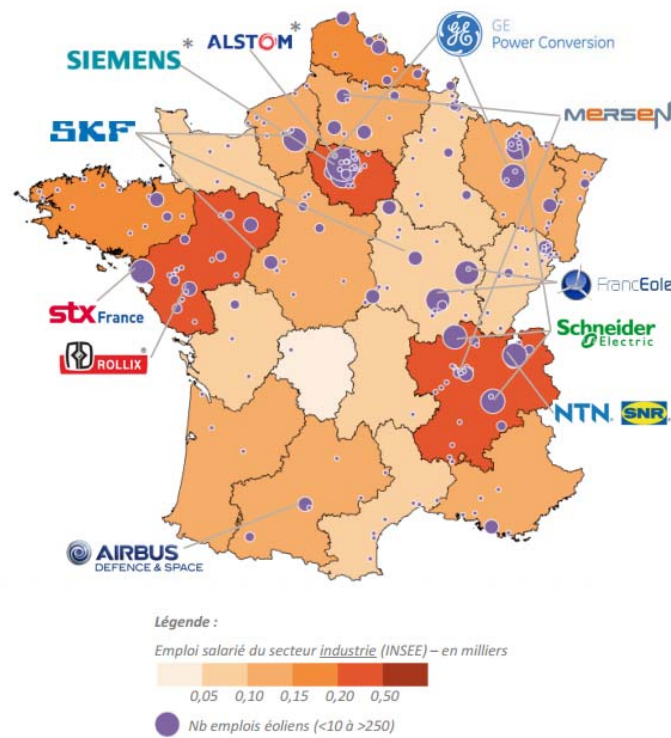 SIEMENS *
ALSTOM *
GE
Power Conversion
MERSEN
SKF
stx France
ROLLIX
FrancEole
Schneider
Electric
NTN SNR
AIRBUS
DEFENCE & SPACE
Légende :
Emploi salarié du secteur industrie (INSEE) – en milliers
0,05 0,10 0,15 0,20 0,50
Nb emplois éoliens (<10 à >250)